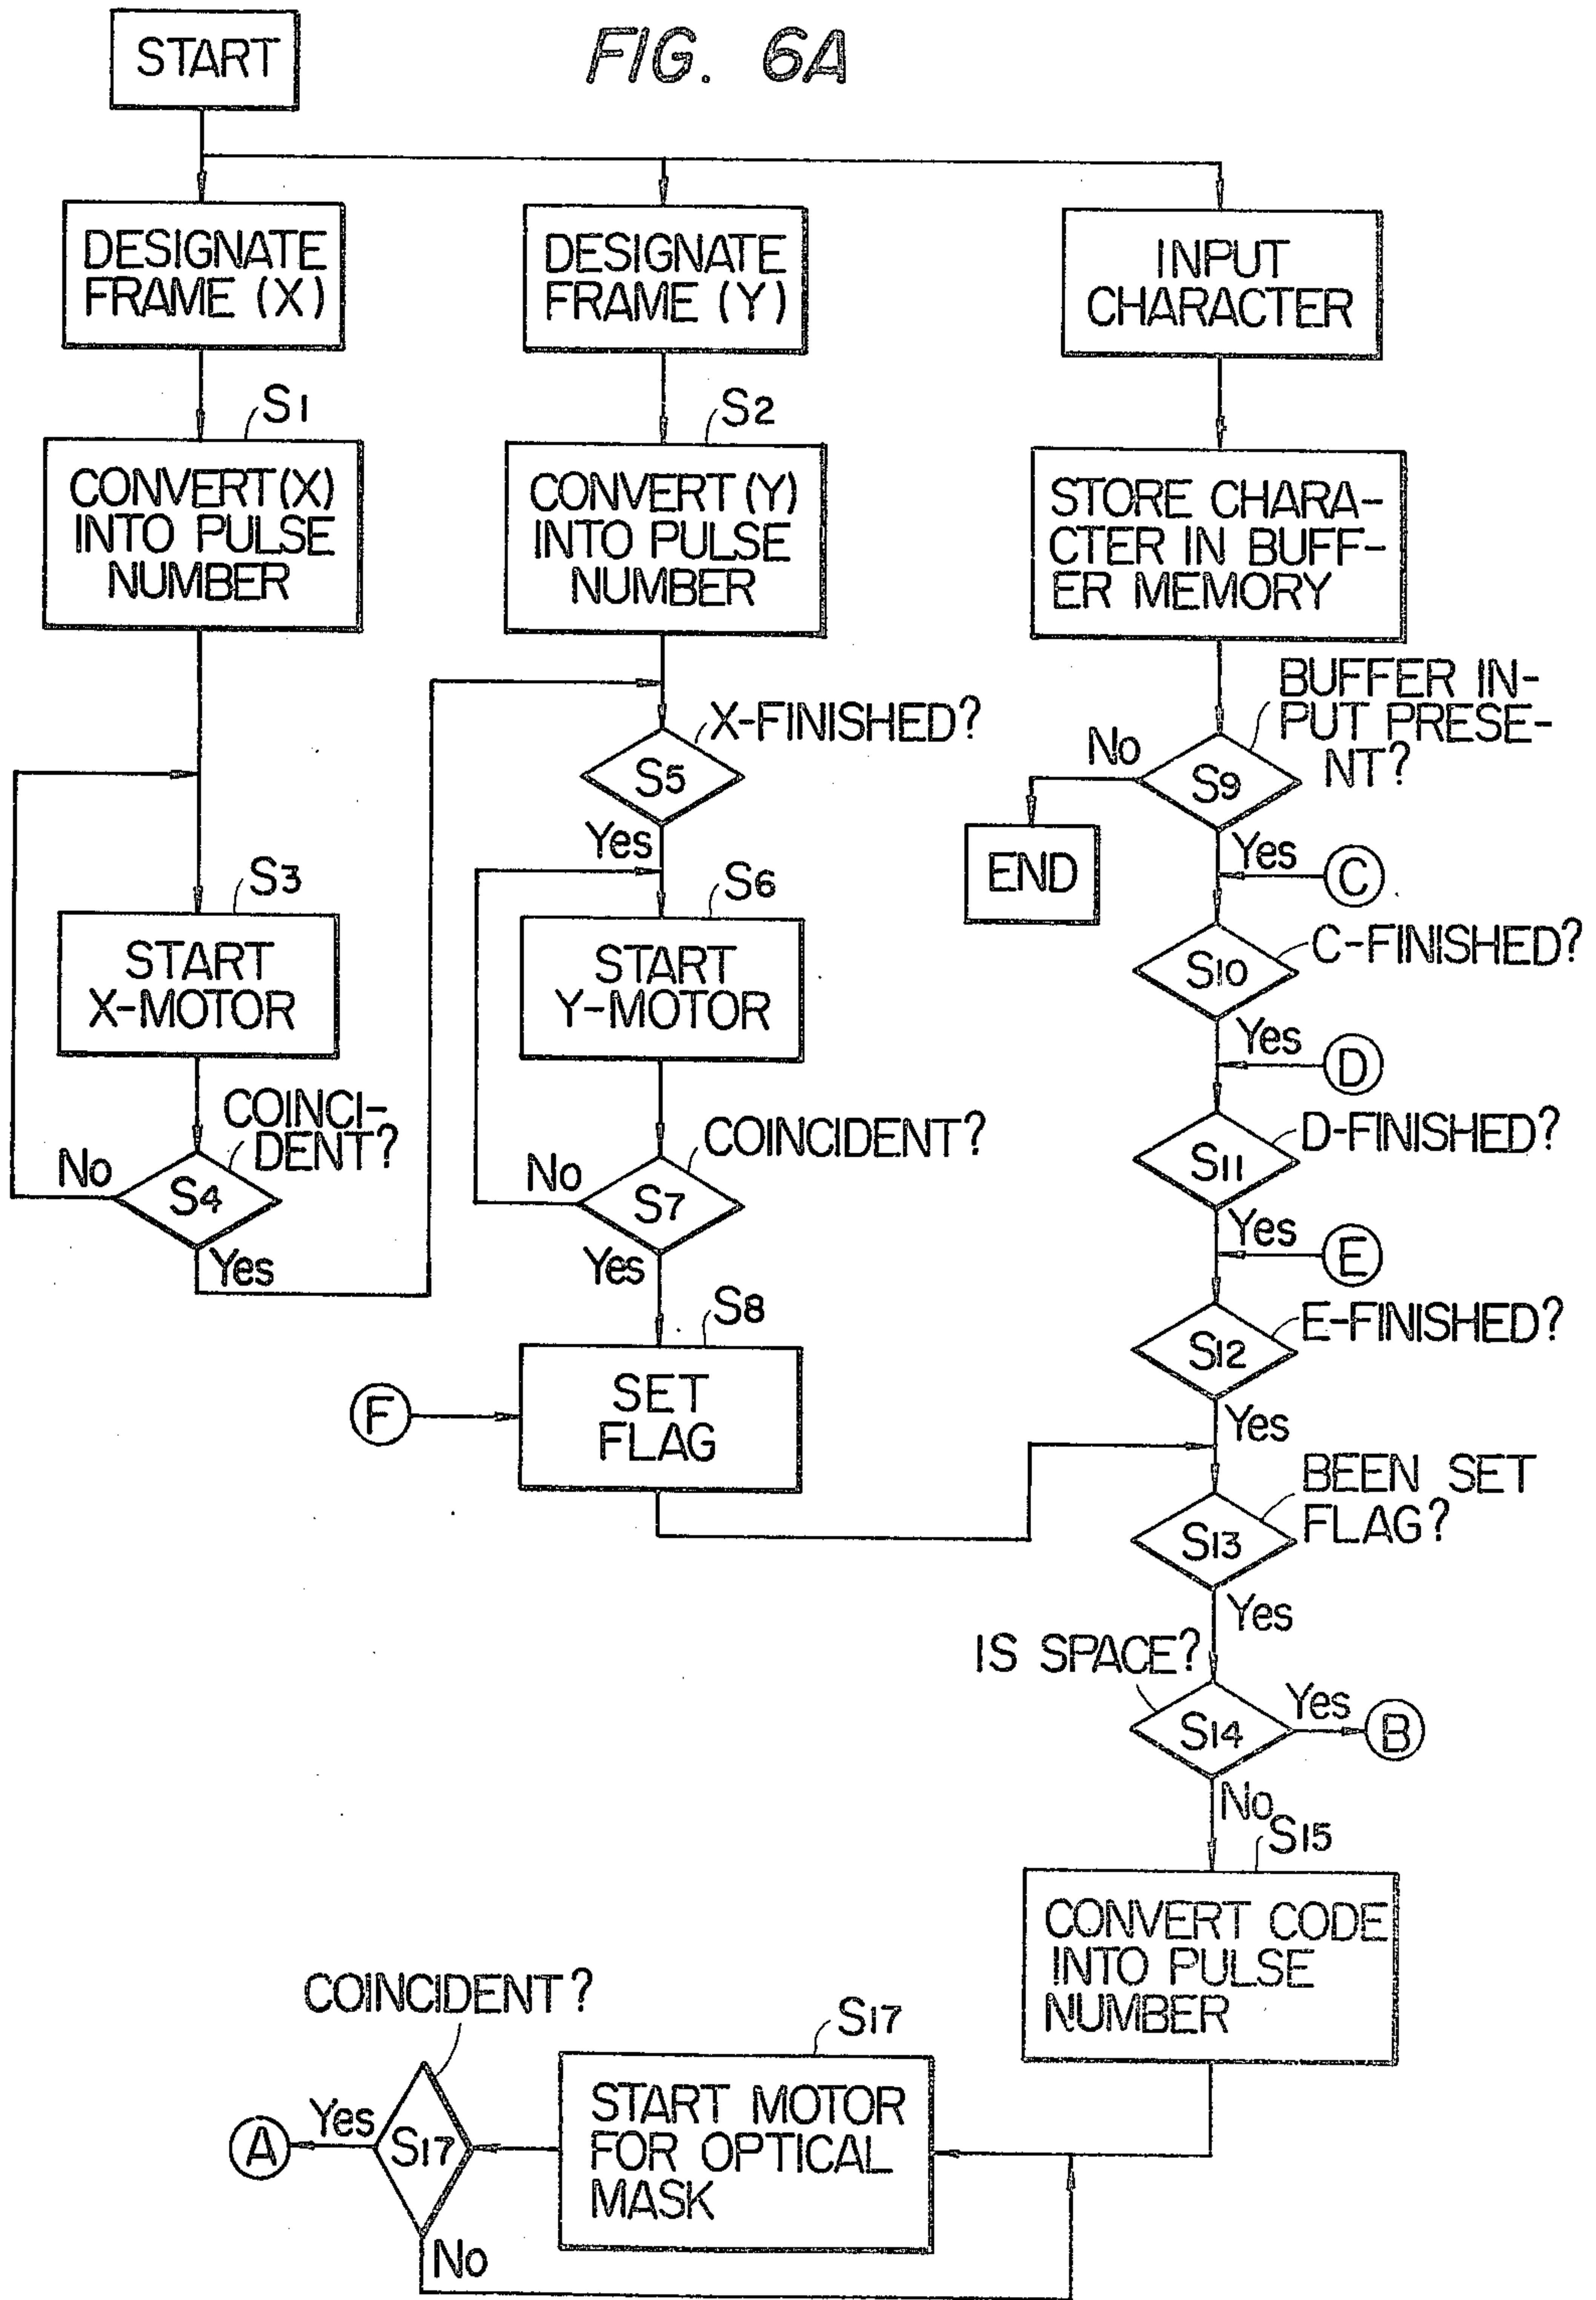 FIG. 6A
START
DESIGNATE
FRAME (X)
DESIGNATE
FRAME (Y)
INPUT
CHARACTER
S1
CONVERT (X)
INTO PULSE
NUMBER
S2
CONVERT (Y)
INTO PULSE
NUMBER
STORE CHARA-
CTER IN BUFF-
ER MEMORY
X-FINISHED?
S5
Yes
BUFFER IN-
PUT PRESE-
NT?
No
S9
Yes
END
C
S3
START
X-MOTOR
S6
START
Y-MOTOR
C-FINISHED?
S10
Yes
D
COINCI-
DENT?
No
S4
Yes
COINCIDENT?
No
S7
Yes
D-FINISHED?
S11
Yes
E
S8
SET
FLAG
F
E-FINISHED?
S12
Yes
BEEN SET
FLAG?
S13
Yes
IS SPACE?
S14
Yes
B
No
S15
CONVERT CODE
INTO PULSE
NUMBER
S17
START MOTOR
FOR OPTICAL
MASK
COINCIDENT?
S17
Yes
A
No